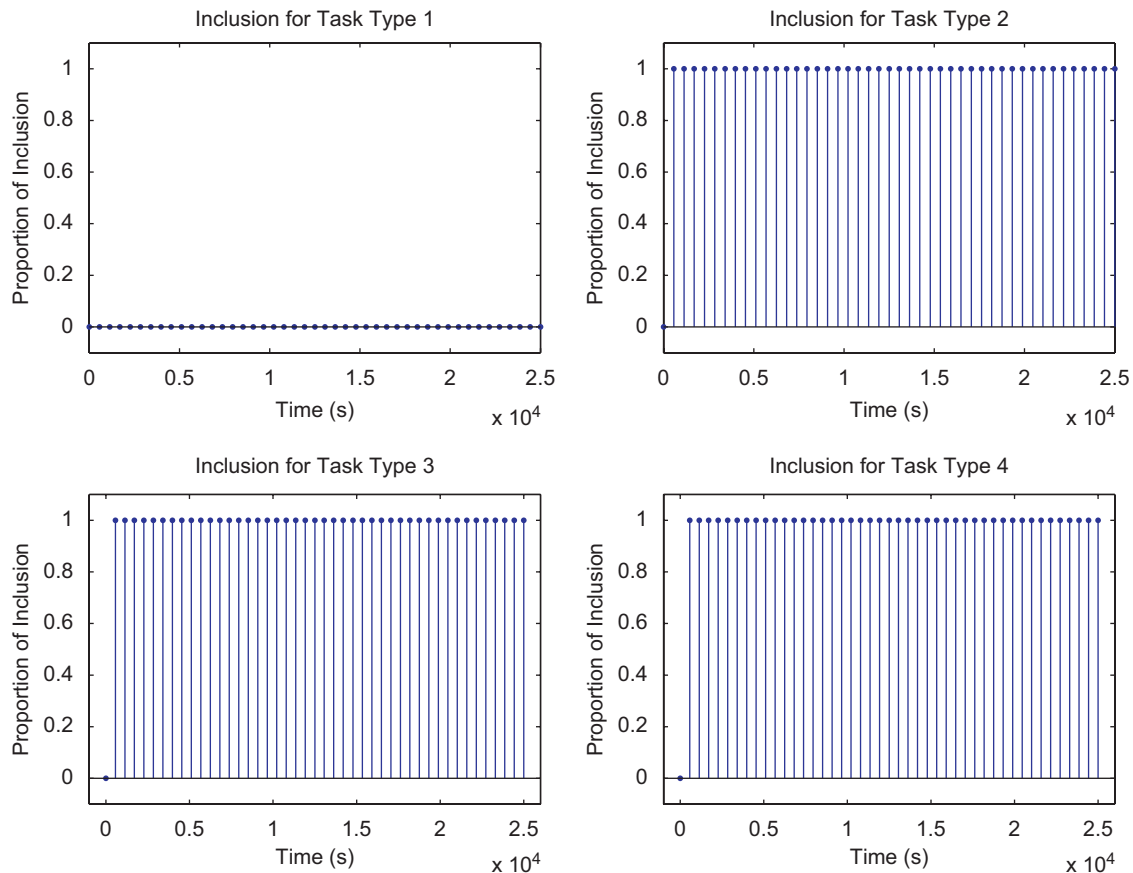 Inclusion for Task Type 1
Proportion of Inclusion
1
0.8
0.6
0.4
0.2
0
0 0.5 1 1.5 2 2.5
Time (s)
x 10^4
Inclusion for Task Type 2
Proportion of Inclusion
1
0.8
0.6
0.4
0.2
0
0 0.5 1 1.5 2 2.5
Time (s)
x 10^4
Inclusion for Task Type 3
Proportion of Inclusion
1
0.8
0.6
0.4
0.2
0
0 0.5 1 1.5 2 2.5
Time (s)
x 10^4
Inclusion for Task Type 4
Proportion of Inclusion
1
0.8
0.6
0.4
0.2
0
0 0.5 1 1.5 2 2.5
Time (s)
x 10^4